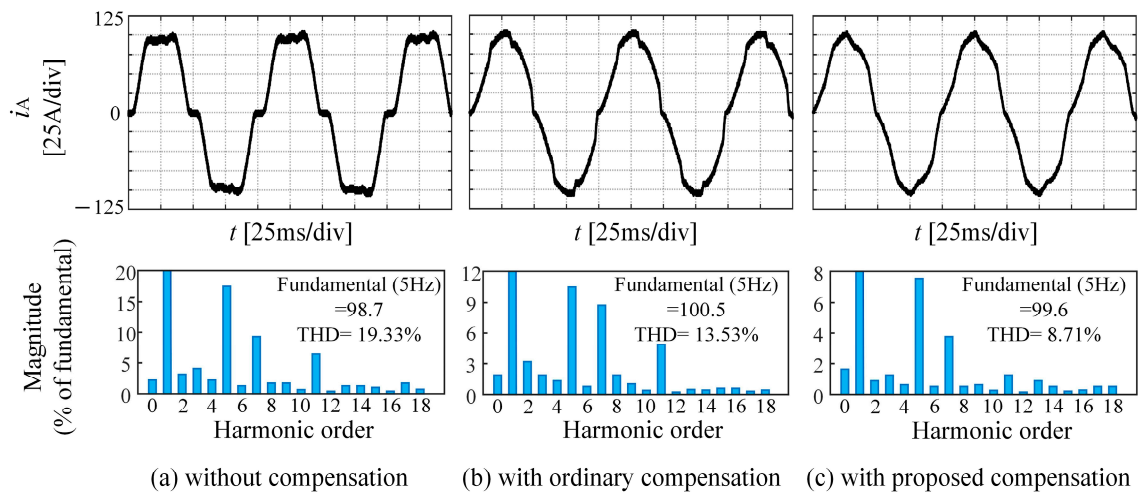 125
0
−125
iA
[25A/div]
t [25ms/div]
t [25ms/div]
t [25ms/div]
Magnitude
(% of fundamental)
20
15
10
5
0
Fundamental (5Hz)
=98.7
THD= 19.33%
0 2 4 6 8 10 12 14 16 18
Harmonic order
12
9
6
3
0
Fundamental (5Hz)
=100.5
THD= 13.53%
0 2 4 6 8 10 12 14 16 18
Harmonic order
8
6
4
2
0
Fundamental (5Hz)
=99.6
THD= 8.71%
0 2 4 6 8 10 12 14 16 18
Harmonic order
(a) without compensation
(b) with ordinary compensation
(c) with proposed compensation